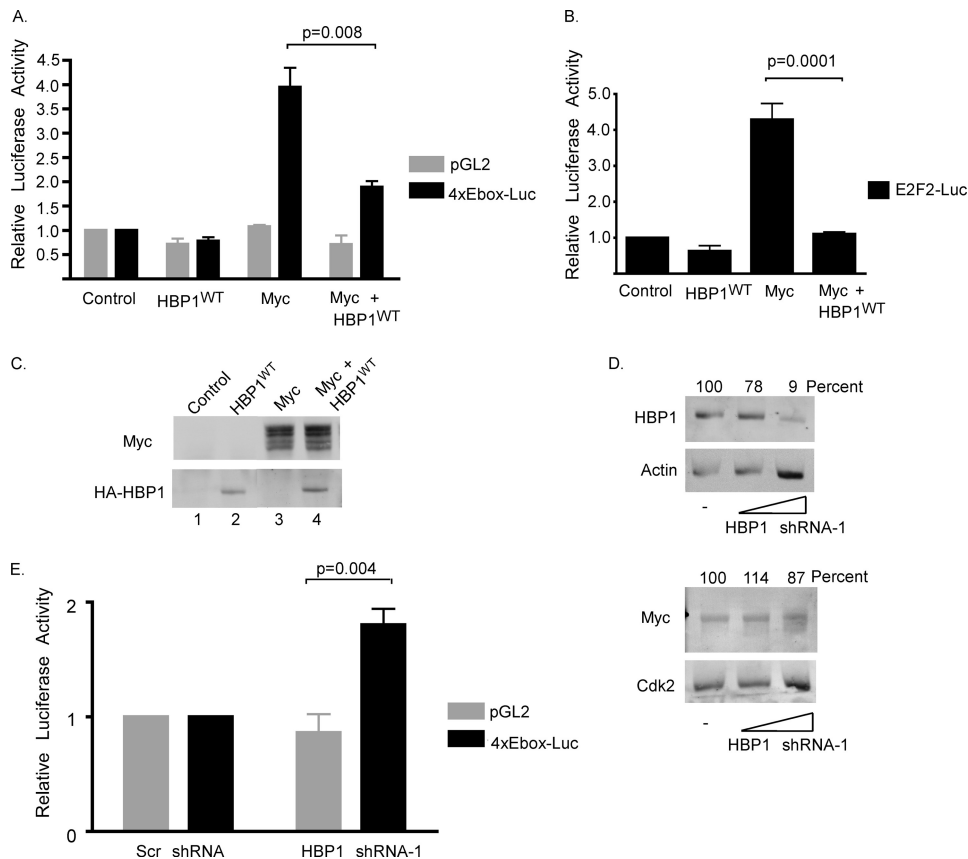 A.
p=0.008
Relative Luciferase Activity
4.5
4.0
3.5
3.0
2.5
2.0
1.5
1.0
0.5
pGL2
4xEbox-Luc
Control
HBP1WT
Myc
Myc +
HBP1WT
B.
p=0.0001
Relative Luciferase Activity
5.0
4.0
3.0
2.0
1.0
E2F2-Luc
Control
HBP1WT
Myc
Myc +
HBP1WT
C.
Control
HBP1WT
Myc
Myc +
HBP1WT
Myc
HA-HBP1
1 2 3 4
D.
100 78 9 Percent
HBP1
Actin
-
HBP1 shRNA-1
100 114 87 Percent
Myc
Cdk2
-
HBP1 shRNA-1
E.
p=0.004
Relative Luciferase Activity
2
1
0
pGL2
4xEbox-Luc
Scr shRNA
HBP1 shRNA-1